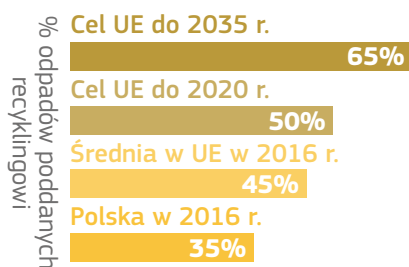 % odpadów poddanych
recyklingowi
Cel UE do 2035 r.
65%
Cel UE do 2020 r.
50%
Średnia w UE w 2016 r.
45%
Polska w 2016 r.
35%